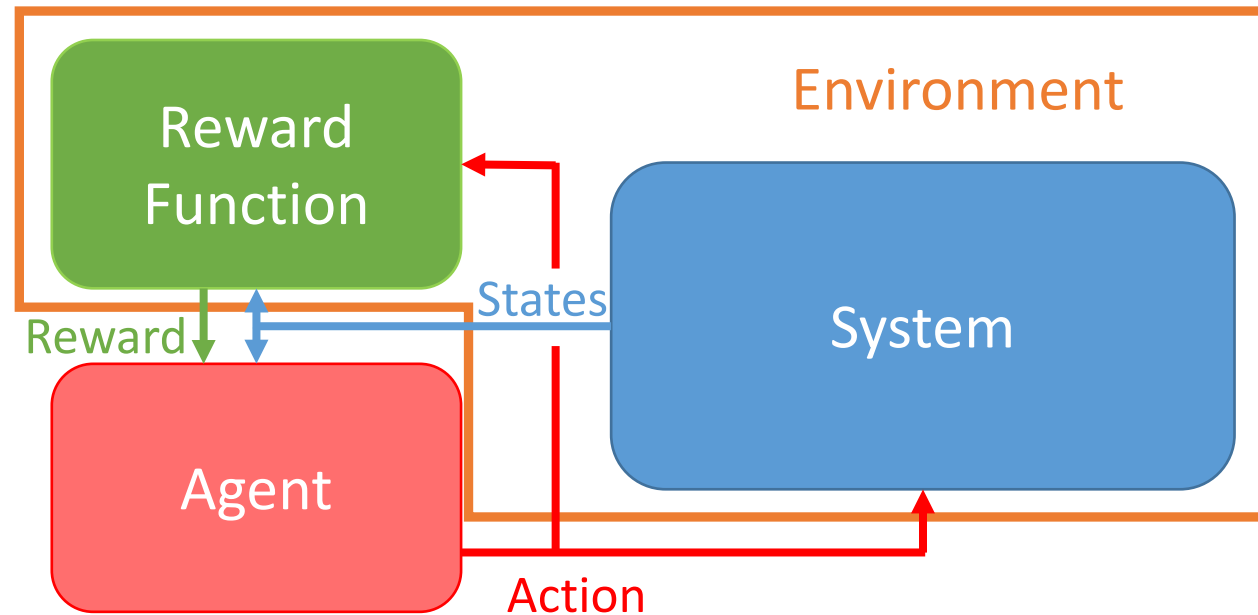 Reward
Function
Environment
States
System
Reward
Agent
Action